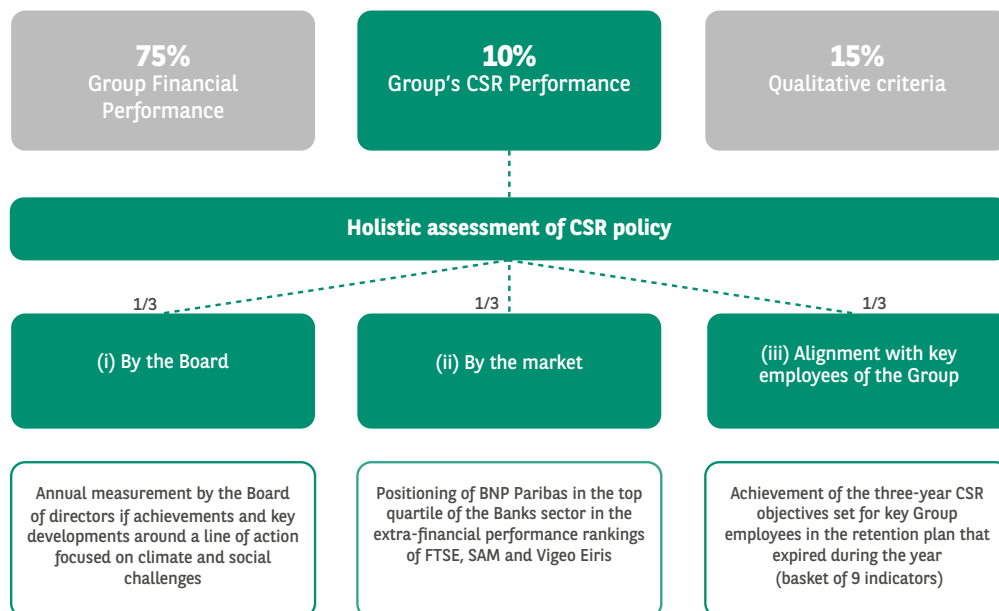 75%
Group Financial
Performance
10%
Group's CSR Performance
15%
Qualitative criteria
Holistic assessment of CSR policy
1/3
1/3
1/3
(i) By the Board
(ii) By the market
(iii) Alignment with key
employees of the Group
Annual measurement by the Board
of directors if achievements and key
developments around a line of action
focused on climate and social
challenges
Positioning of BNP Paribas in the top
quartile of the Banks sector in the
extra-financial performance rankings
of FTSE, SAM and Vigeo Eiris
Achievement of the three-year CSR
objectives set for key Group
employees in the retention plan that
expired during the year
(basket of 9 indicators)